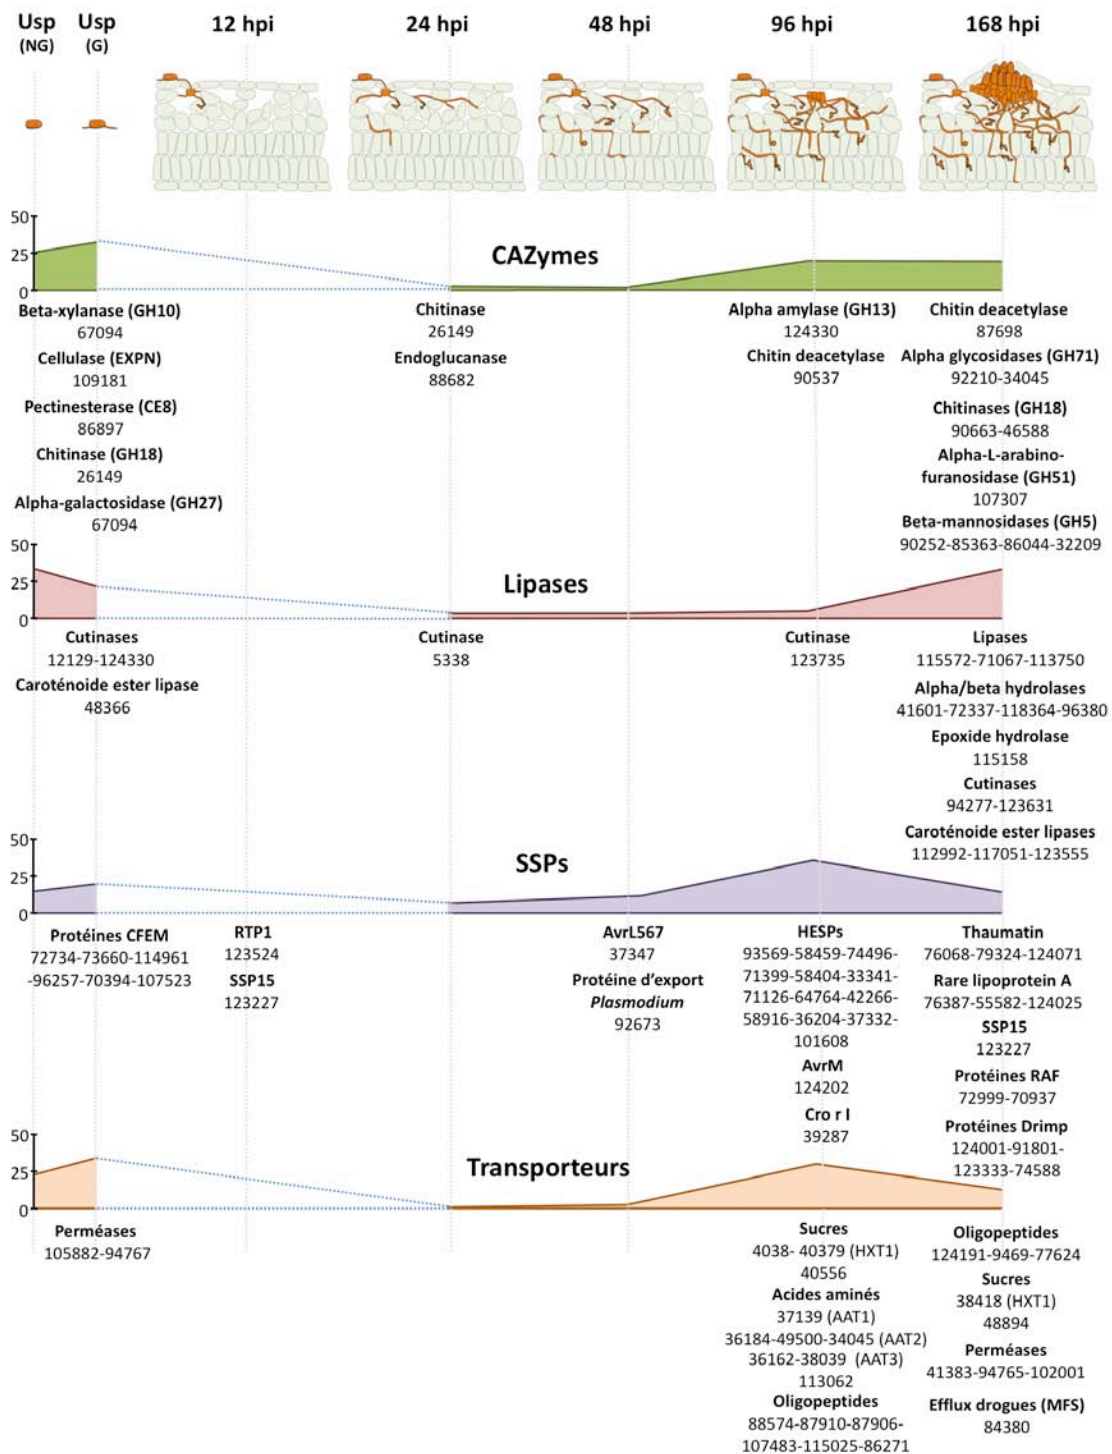 Usp
(NG)
Usp
(G)
12 hpi
24 hpi
48 hpi
96 hpi
168 hpi
50
25
0
CAZymes
Beta-xylanase (GH10)
67094
Cellulase (EXPN)
109181
Pectinesterase (CE8)
86897
Chitinase (GH18)
26149
Alpha-galactosidase (GH27)
67094
Chitinase
26149
Endoglucanase
88682
Alpha amylase (GH13)
124330
Chitin deacetylase
90537
Chitin deacetylase
87698
Alpha glycosidases (GH71)
92210-34045
Chitinases (GH18)
90663-46588
Alpha-L-arabino-
furanosidase (GH51)
107307
Beta-mannosidases (GH5)
90252-85363-86044-32209
50
25
0
Lipases
Cutinases
12129-124330
Caroténoide ester lipase
48366
Cutinase
5338
Cutinase
123735
Lipases
115572-71067-113750
Alpha/beta hydrolases
41601-72337-118364-96380
Epoxide hydrolase
115158
Cutinases
94277-123631
Caroténoide ester lipases
112992-117051-123555
50
25
0
SSPs
Protéines CFEM
72734-73660-114961
-96257-70394-107523
RTP1
123524
SSP15
123227
AvrL567
37347
Protéine d'export
Plasmodium
92673
HESPs
93569-58459-74496-
71399-58404-33341-
71126-64764-42266-
58916-36204-37332-
101608
AvrM
124202
Cro r I
39287
Thaumatin
76068-79324-124071
Rare lipoprotein A
76387-55582-124025
SSP15
123227
Protéines RAF
72999-70937
Protéines Drimp
124001-91801-
123333-74588
50
25
0
Transporteurs
Perméases
105882-94767
Sucres
4038- 40379 (HXT1)
40556
Acides aminés
37139 (AAT1)
36184-49500-34045 (AAT2)
36162-38039 (AAT3)
113062
Oligopeptides
88574-87910-87906-
107483-115025-86271
Oligopeptides
124191-9469-77624
Sucres
38418 (HXT1)
48894
Perméases
41383-94765-102001
Efflux drogues (MFS)
84380